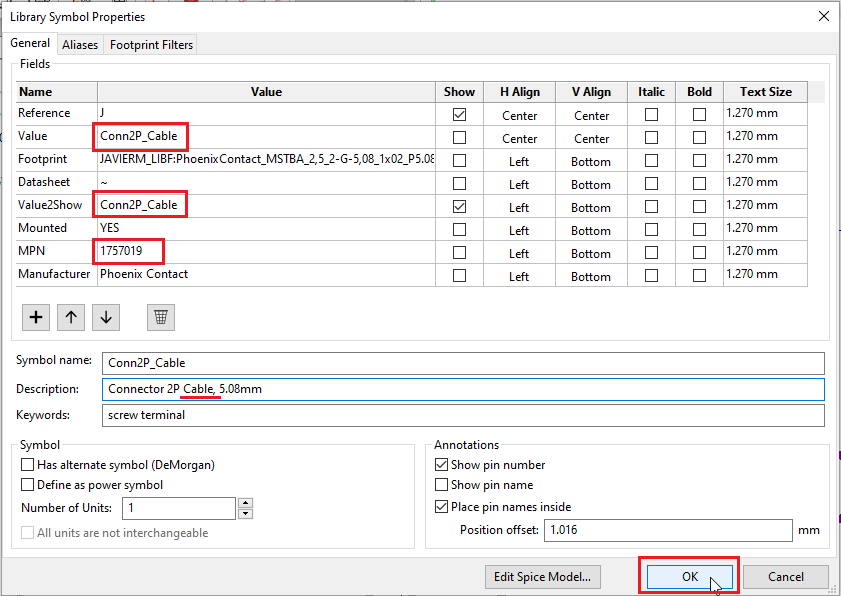 Library Symbol Properties
General Aliases Footprint Filters
Fields
Name Value Show H Align V Align Italic Bold Text Size
Reference J Center Center 1.270 mm
Value Conn2P_Cable Center Center 1.270 mm
Footprint JAVIERM_LIBF:PhoenixContact_MSTBA_2,5_2-G-5,08_1x02_P5.08 Left Bottom 1.270 mm
Datasheet ~ Left Bottom 1.270 mm
Value2Show Conn2P_Cable Left Bottom 1.270 mm
Mounted YES Left Bottom 1.270 mm
MPN 1757019 Left Bottom 1.270 mm
Manufacturer Phoenix Contact Left Bottom 1.270 mm
Symbol name: Conn2P_Cable
Description: Connector 2P Cable, 5.08mm
Keywords: screw terminal
Symbol
Has alternate symbol (DeMorgan)
Define as power symbol
Number of Units: 1
All units are not interchangeable
Annotations
Show pin number
Show pin name
Place pin names inside
Position offset: 1.016 mm
Edit Spice Model... OK Cancel